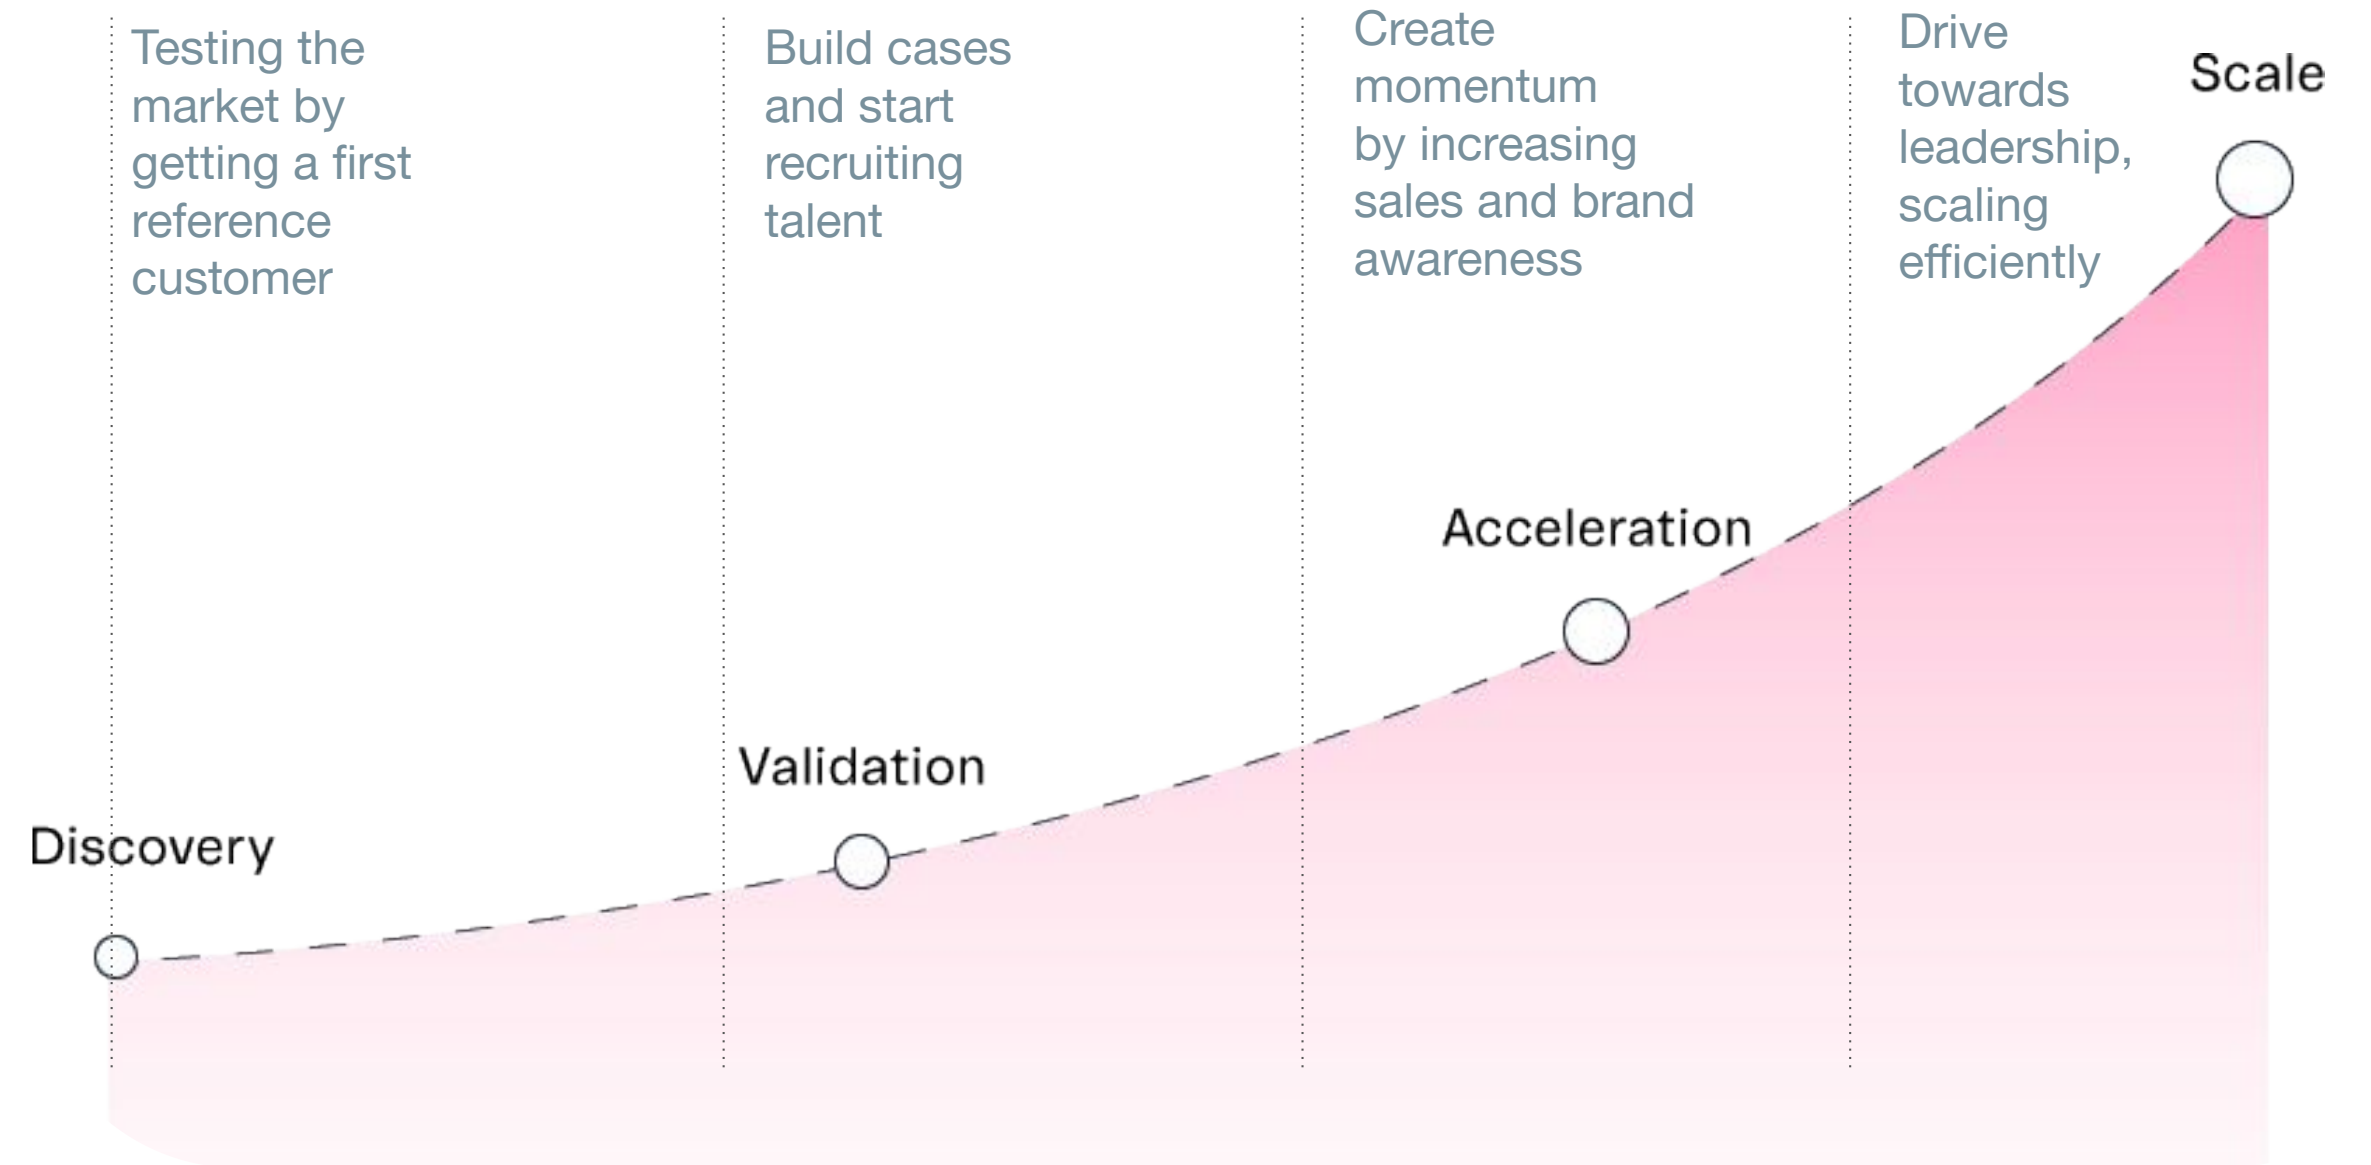 Testing the
market by
getting a first
reference
customer
Build cases
and start
recruiting
talent
Create
momentum
by increasing
sales and brand
awareness
Drive
towards
leadership,
scaling
efficiently
Scale
Acceleration
Validation
Discovery